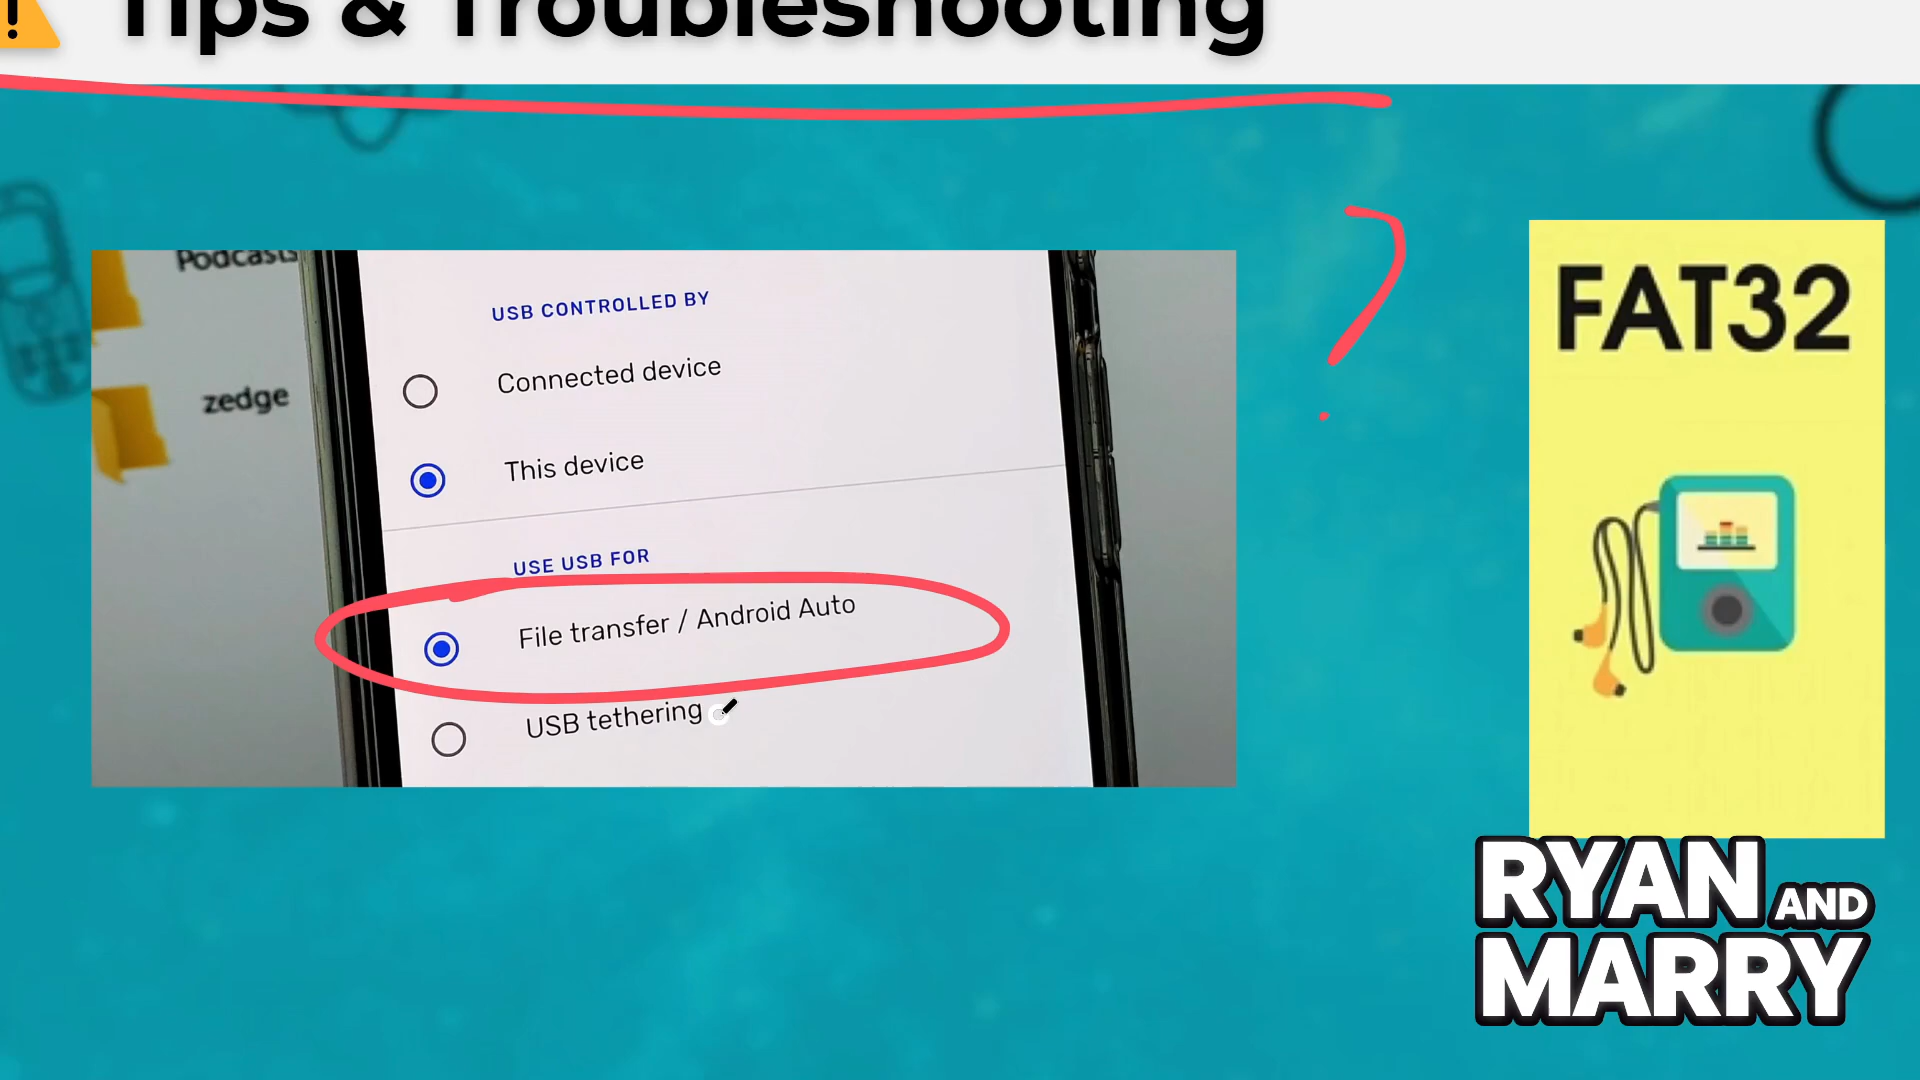 Tips & Troubleshooting
Podcasts
zedge
USB CONTROLLED BY
Connected device
This device
USE USB FOR
File transfer / Android Auto
USB tethering
?
FAT32
RYAN AND
MARRY